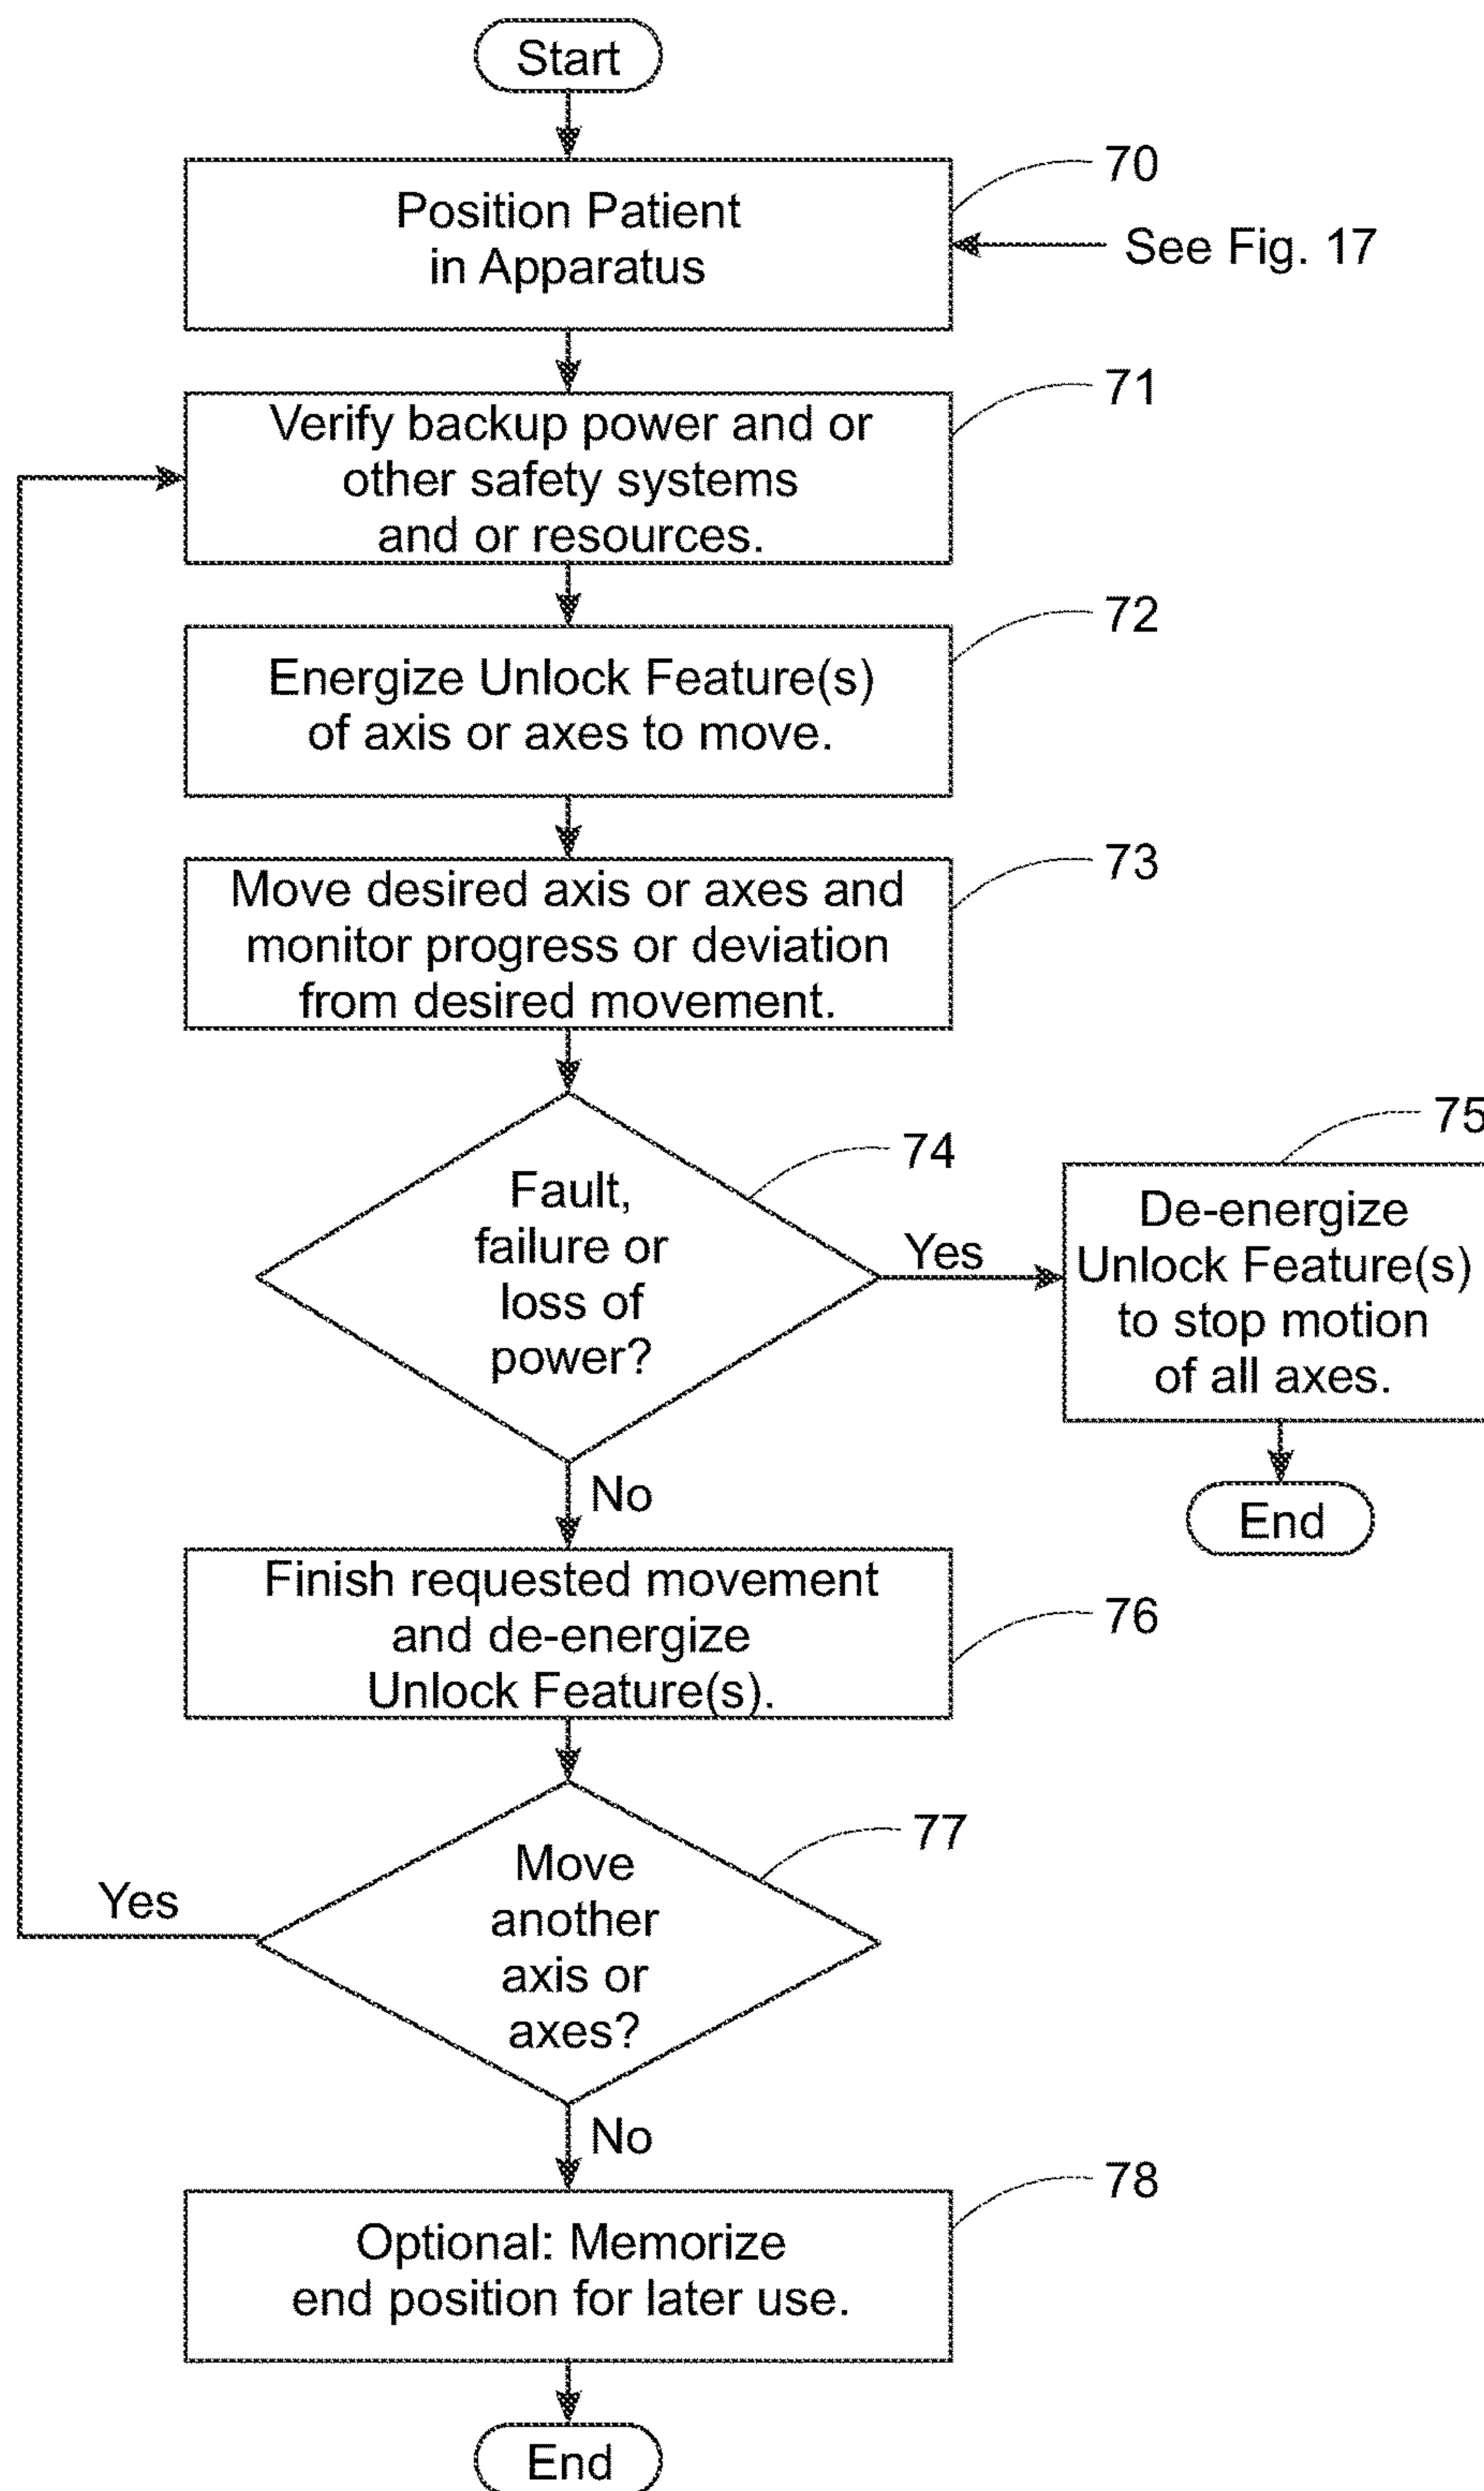 Start
Position Patient
in Apparatus
70
See Fig. 17
Verify backup power and or
other safety systems
and or resources.
71
Energize Unlock Feature(s)
of axis or axes to move.
72
Move desired axis or axes and
monitor progress or deviation
from desired movement.
73
Fault,
failure or
loss of
power?
74
Yes
75
De-energize
Unlock Feature(s)
to stop motion
of all axes.
End
No
Finish requested movement
and de-energize
Unlock Feature(s).
76
Move
another
axis or
axes?
77
Yes
No
Optional: Memorize
end position for later use.
78
End